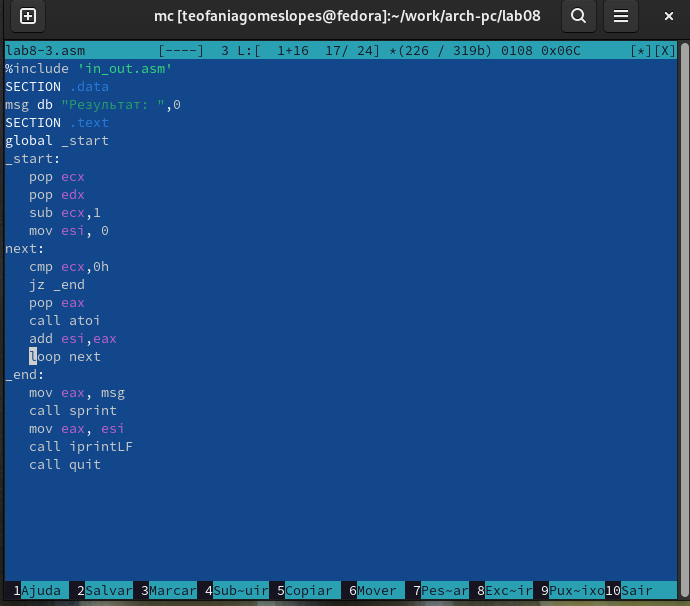 mc [teofaniagomeslopes@fedora]:~/work/arch-pc/lab08
lab8-3.asm [----] 3 L:[ 1+16 17/ 24] *(226 / 319b) 0108 0x06C [*][X]
%include 'in_out.asm'
SECTION .data
msg db "Результат: ",0
SECTION .text
global _start
_start:
pop ecx
pop edx
sub ecx,1
mov esi, 0
next:
cmp ecx,0h
jz _end
pop eax
call atoi
add esi,eax
loop next
_end:
mov eax, msg
call sprint
mov eax, esi
call iprintLF
call quit
1Ajuda 2Salvar 3Marcar 4Sub~uir 5Copiar 6Mover 7Pes~ar 8Exc~ir 9Pux~ixo 10Sair